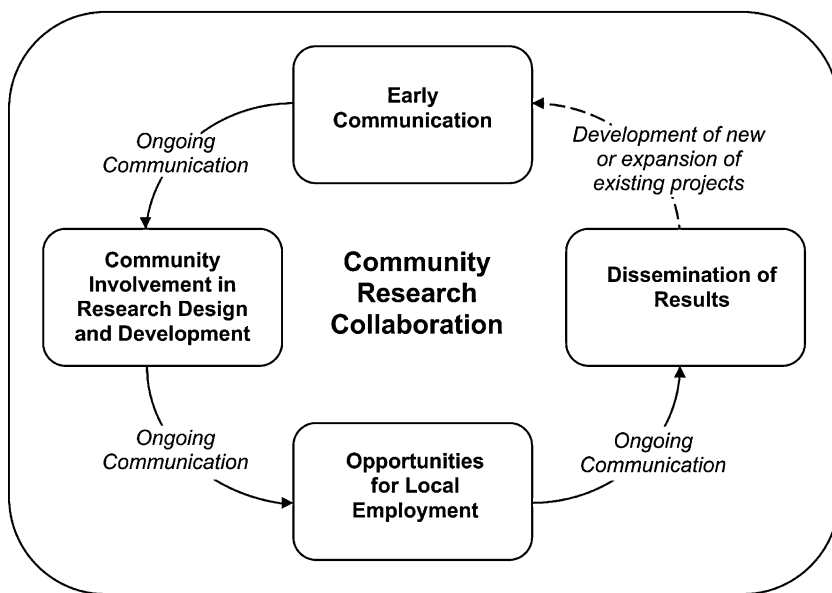 Early
Communication
Ongoing
Communication
Development of new
or expansion of
existing projects
Community
Involvement in
Research Design
and Development
Community
Research
Collaboration
Dissemination of
Results
Ongoing
Communication
Opportunities
for Local
Employment
Ongoing
Communication